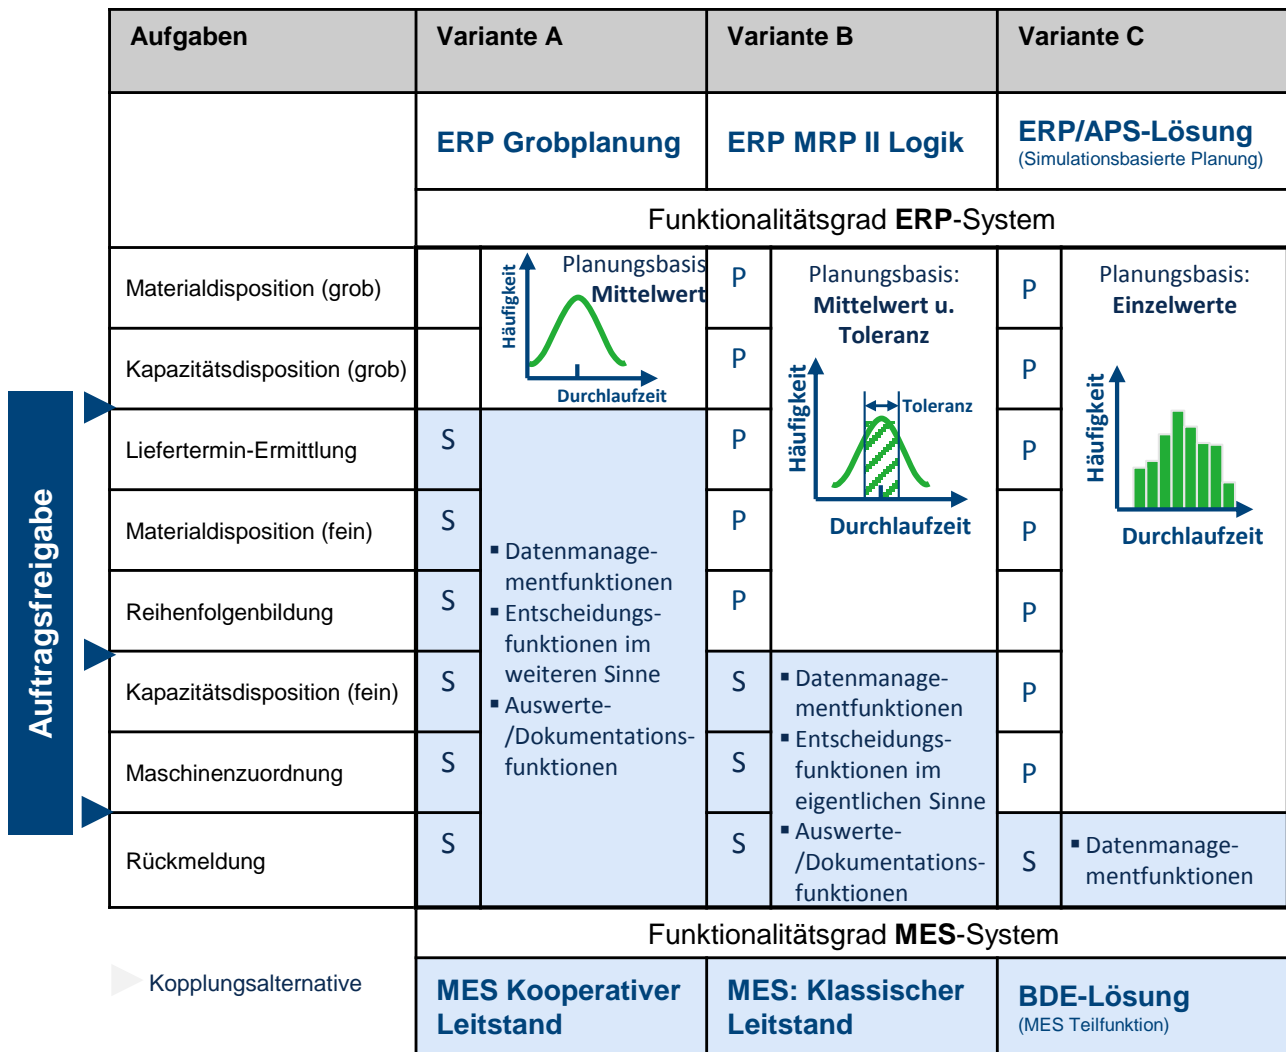 Aufgaben
Variante A
Variante B
Variante C
ERP Grobplanung
ERP MRP II Logik
ERP/APS-Lösung
(Simulationsbasierte Planung)
Funktionalitätsgrad ERP-System
Auftragsfreigabe
Materialdisposition (grob)
Kapazitätsdisposition (grob)
Liefertermin-Ermittlung
Materialdisposition (fein)
Reihenfolgenbildung
Kapazitätsdisposition (fein)
Maschinenzuordnung
Rückmeldung
Planungsbasis
Mittelwert
Häufigkeit
Durchlaufzeit
S
S
S
S
S
S
▪ Datenmanage-
mentfunktionen
▪ Entscheidungs-
funktionen im
weiteren Sinne
▪ Auswerte-
/Dokumentations-
funktionen
P
P
P
P
P
S
S
S
Planungsbasis:
Mittelwert u.
Toleranz
Häufigkeit
Toleranz
Durchlaufzeit
▪ Datenmanage-
mentfunktionen
▪ Entscheidungs-
funktionen im
eigentlichen Sinne
▪ Auswerte-
/Dokumentations-
funktionen
P
P
P
P
P
P
P
S
Planungsbasis:
Einzelwerte
Häufigkeit
Durchlaufzeit
▪ Datenmanage-
mentfunktionen
Funktionalitätsgrad MES-System
Kopplungsalternative
MES Kooperativer
Leitstand
MES: Klassischer
Leitstand
BDE-Lösung
(MES Teilfunktion)